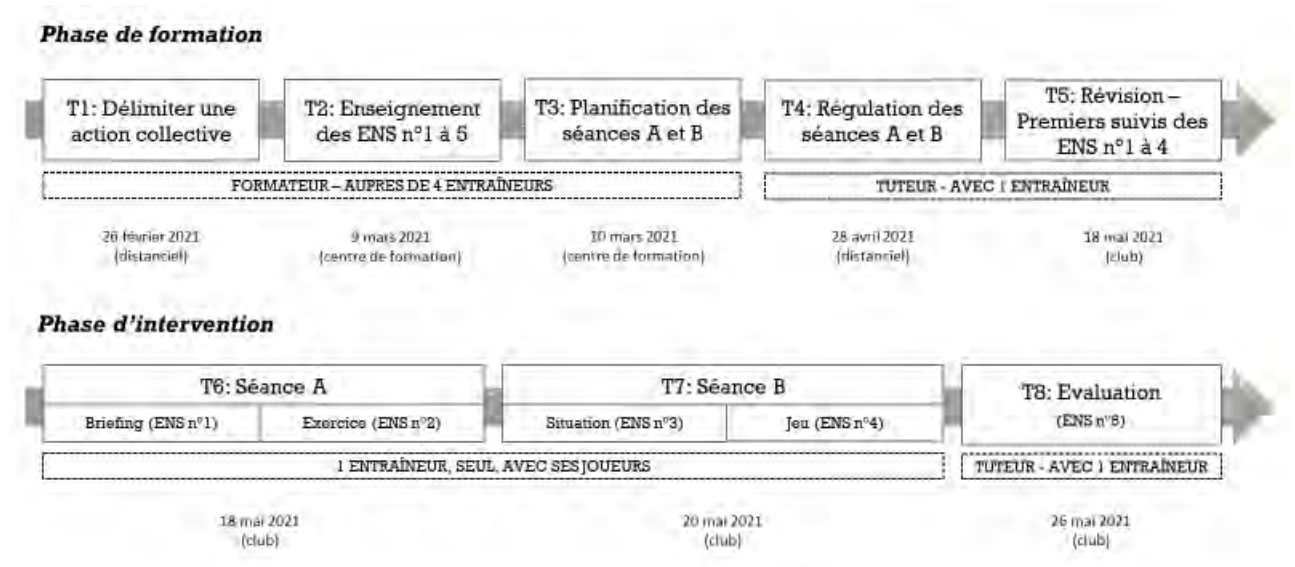 Phase de formation
T1: Délimiter une
action collective
T2: Enseignement
des ENS n°1 à 5
T3: Planification des
séances A et B
T4: Régulation des
séances A et B
T5: Révision –
Premiers suivis des
ENS n°1 à 4
FORMATEUR – AUPRES DE 4 ENTRAÎNEURS
TUTEUR - AVEC 1 ENTRAÎNEUR
26 février 2021
(distanciel)
9 mars 2021
(centre de formation)
10 mars 2021
(centre de formation)
28 avril 2021
(distanciel)
18 mai 2021
(club)
Phase d'intervention
T6: Séance A
Briefing (ENS n°1)
Exercice (ENS n°2)
T7: Séance B
Situation (ENS n°3)
Jeu (ENS n°4)
T8: Evaluation
(ENS n°5)
1 ENTRAÎNEUR, SEUL, AVEC SES JOUEURS
TUTEUR - AVEC 1 ENTRAÎNEUR
18 mai 2021
(club)
20 mai 2021
(club)
26 mai 2021
(club)